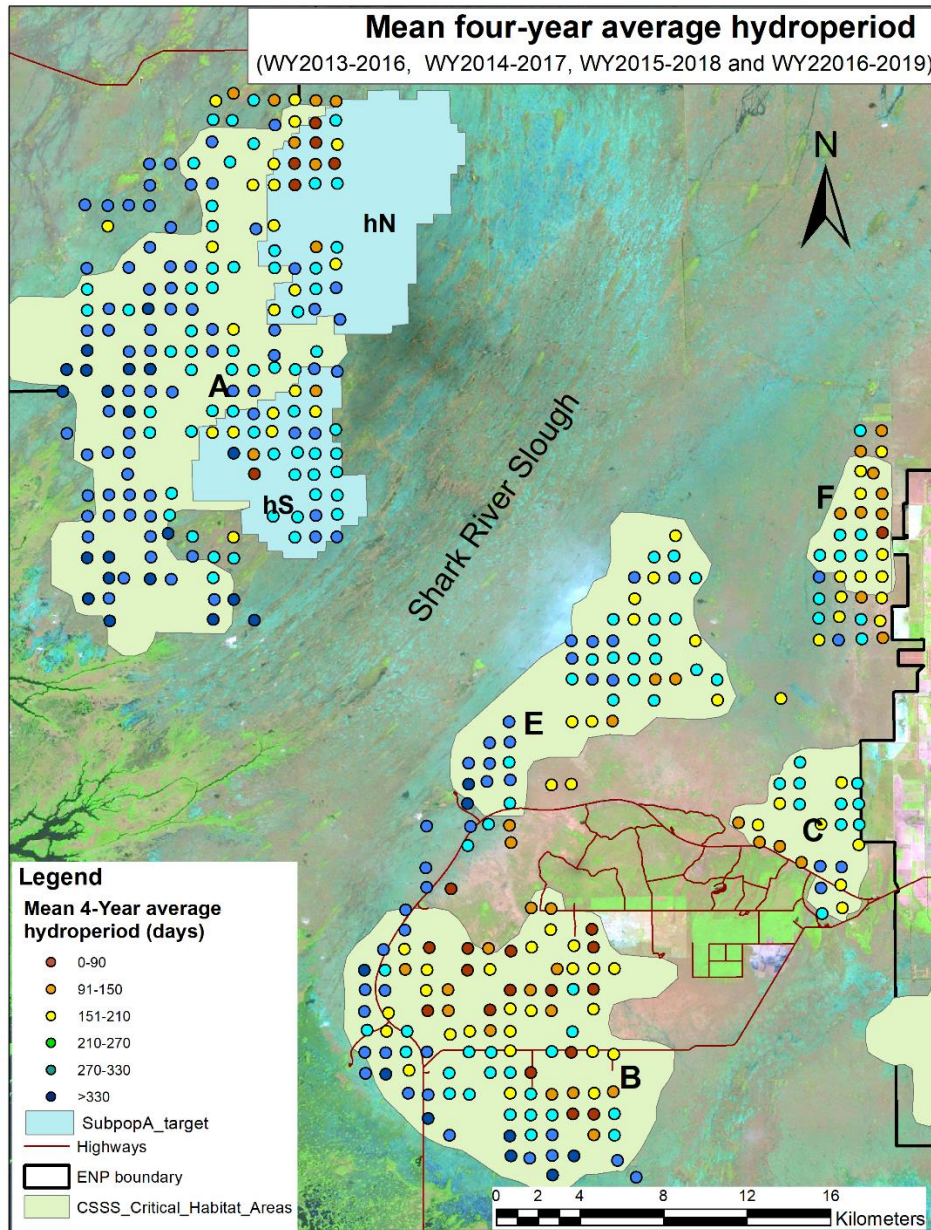 Mean four-year average hydroperiod
(WY2013-2016, WY2014-2017, WY2015-2018 and WY22016-2019)
N
hN
A
Shark River Slough
hS
F
E
C
B
Legend
Mean 4-Year average
hydroperiod (days)
0-90
91-150
151-210
210-270
270-330
>330
SubpopA_target
Highways
ENP boundary
CSSS_Critical_Habitat_Areas
0 2 4 8 12 16
Kilometers